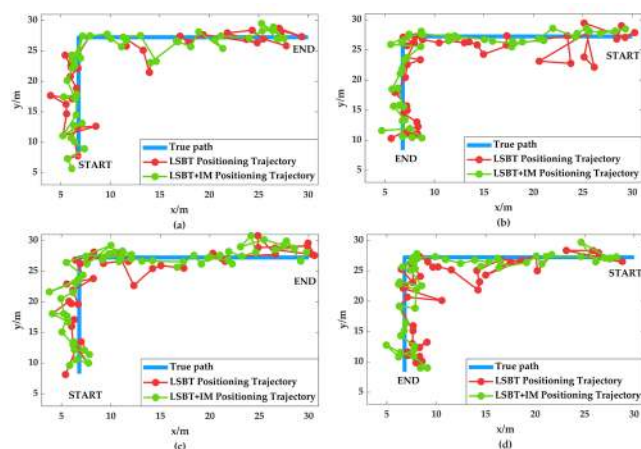 30
25
20
15
10
5
y/m
END
START
True path
LSBT Positioning Trajectory
LSBT+IM Positioning Trajectory
5 10 15 20 25 30
x/m
(a)
30
25
20
15
10
5
y/m
START
END
True path
LSBT Positioning Trajectory
LSBT+IM Positioning Trajectory
5 10 15 20 25 30
x/m
(b)
30
25
20
15
10
5
y/m
END
START
True path
LSBT Positioning Trajectory
LSBT+IM Positioning Trajectory
5 10 15 20 25 30
x/m
(c)
30
25
20
15
10
5
y/m
START
END
True path
LSBT Positioning Trajectory
LSBT+IM Positioning Trajectory
5 10 15 20 25 30
x/m
(d)